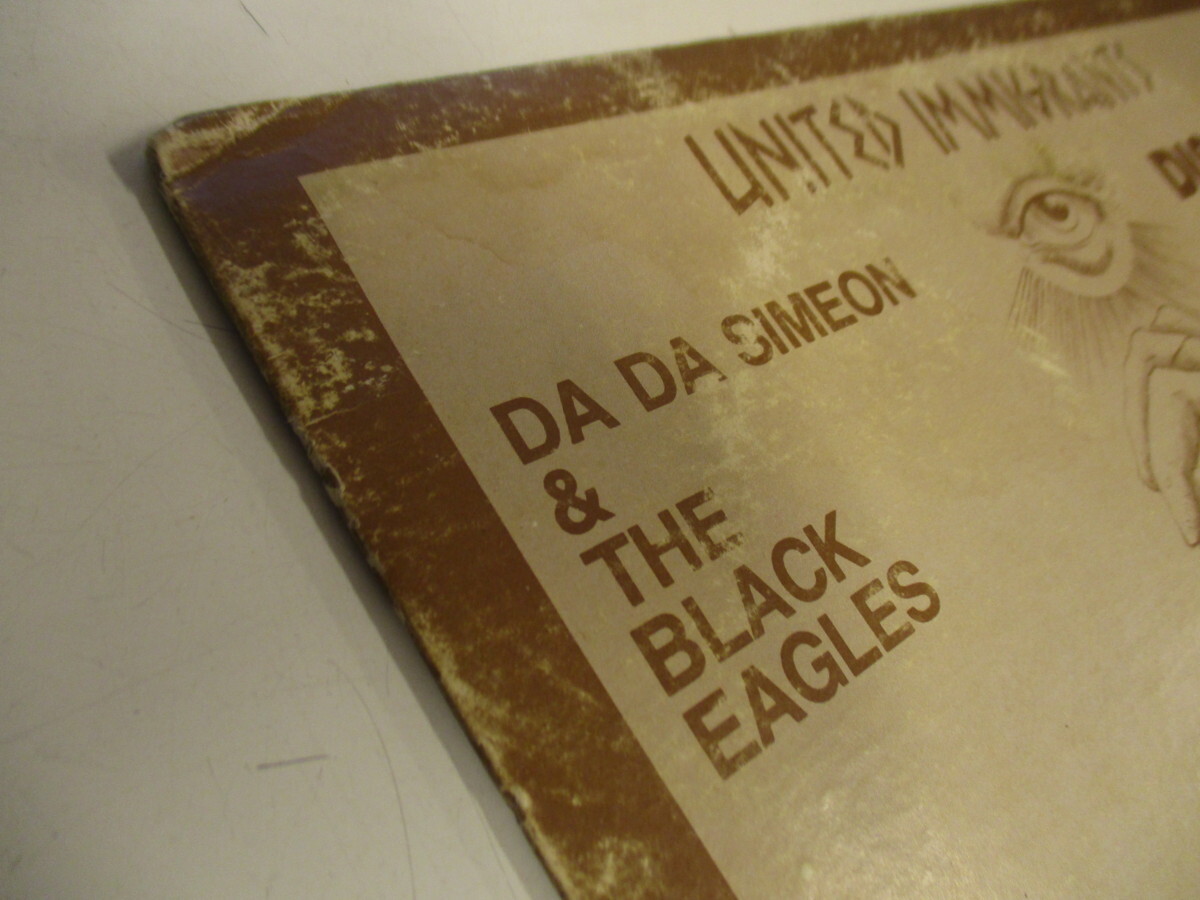 UNITED IMMIGRANTS
DA DA SIMEON
&
THE
BLACK
EAGLES